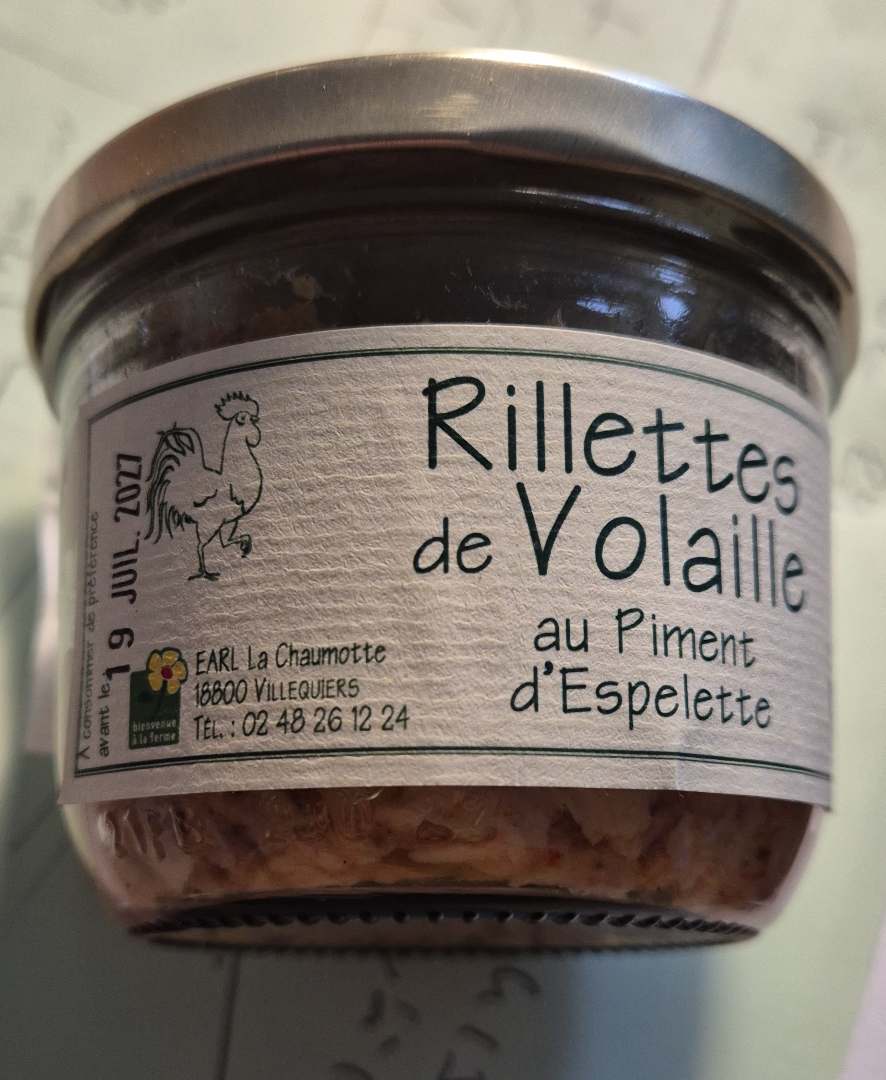 Rillettes
de Volaille
au Piment
d'Espelette
À consommer de préférence
avant le
19 JUIL. 2027
bienvenue
à la ferme
EARL La Chaumotte
18800 VILLEQUIERS
TÉL. : 02 48 26 12 24